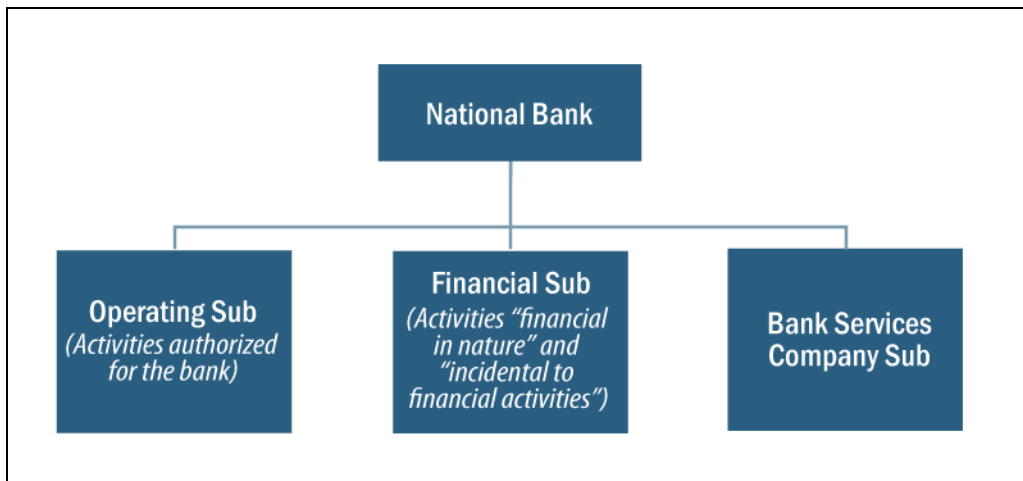 National Bank
Operating Sub
(Activities authorized
for the bank)
Financial Sub
(Activities “financial
in nature” and
“incidental to
financial activities”)
Bank Services
Company Sub